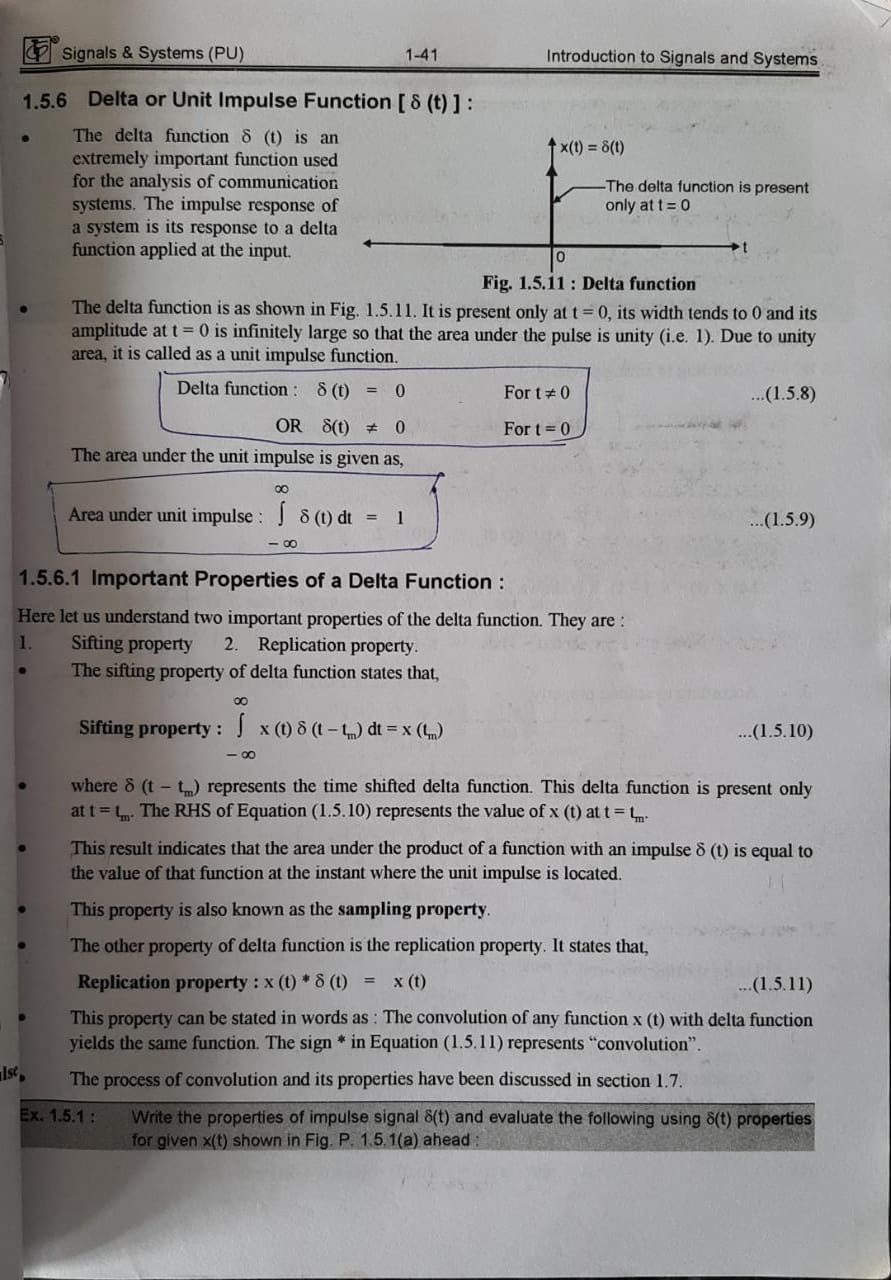 Signals & Systems (PU) 1-41 Introduction to Signals and Systems
1.5.6 Delta or Unit Impulse Function [ δ (t) ] :
• The delta function δ (t) is an
extremely important function used
for the analysis of communication
systems. The impulse response of
a system is its response to a delta
function applied at the input.
x(t) = δ(t)
The delta function is present
only at t = 0
t
0
Fig. 1.5.11 : Delta function
• The delta function is as shown in Fig. 1.5.11. It is present only at t = 0, its width tends to 0 and its
amplitude at t = 0 is infinitely large so that the area under the pulse is unity (i.e. 1). Due to unity
area, it is called as a unit impulse function.
Delta function : δ (t) = 0 For t ≠ 0 ...(1.5.8)
OR δ(t) ≠ 0 For t = 0
The area under the unit impulse is given as,
∞
Area under unit impulse : ∫ δ (t) dt = 1 ...(1.5.9)
– ∞
1.5.6.1 Important Properties of a Delta Function :
Here let us understand two important properties of the delta function. They are :
1. Sifting property 2. Replication property.
• The sifting property of delta function states that,
∞
Sifting property : ∫ x (t) δ (t – tm) dt = x (tm) ...(1.5.10)
– ∞
• where δ (t – tm) represents the time shifted delta function. This delta function is present only
at t = tm. The RHS of Equation (1.5.10) represents the value of x (t) at t = tm.
• This result indicates that the area under the product of a function with an impulse δ (t) is equal to
the value of that function at the instant where the unit impulse is located.
• This property is also known as the sampling property.
• The other property of delta function is the replication property. It states that,
Replication property : x (t) * δ (t) = x (t) ...(1.5.11)
• This property can be stated in words as : The convolution of any function x (t) with delta function
yields the same function. The sign * in Equation (1.5.11) represents “convolution”.
The process of convolution and its properties have been discussed in section 1.7.
Ex. 1.5.1 : Write the properties of impulse signal δ(t) and evaluate the following using δ(t) properties
for given x(t) shown in Fig. P. 1.5.1(a) ahead :